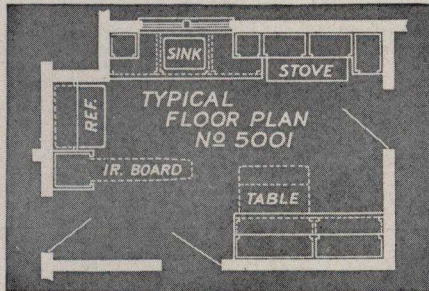 SINK
STOVE
REF.
TYPICAL
FLOOR PLAN
Nº 5001
IR. BOARD
TABLE